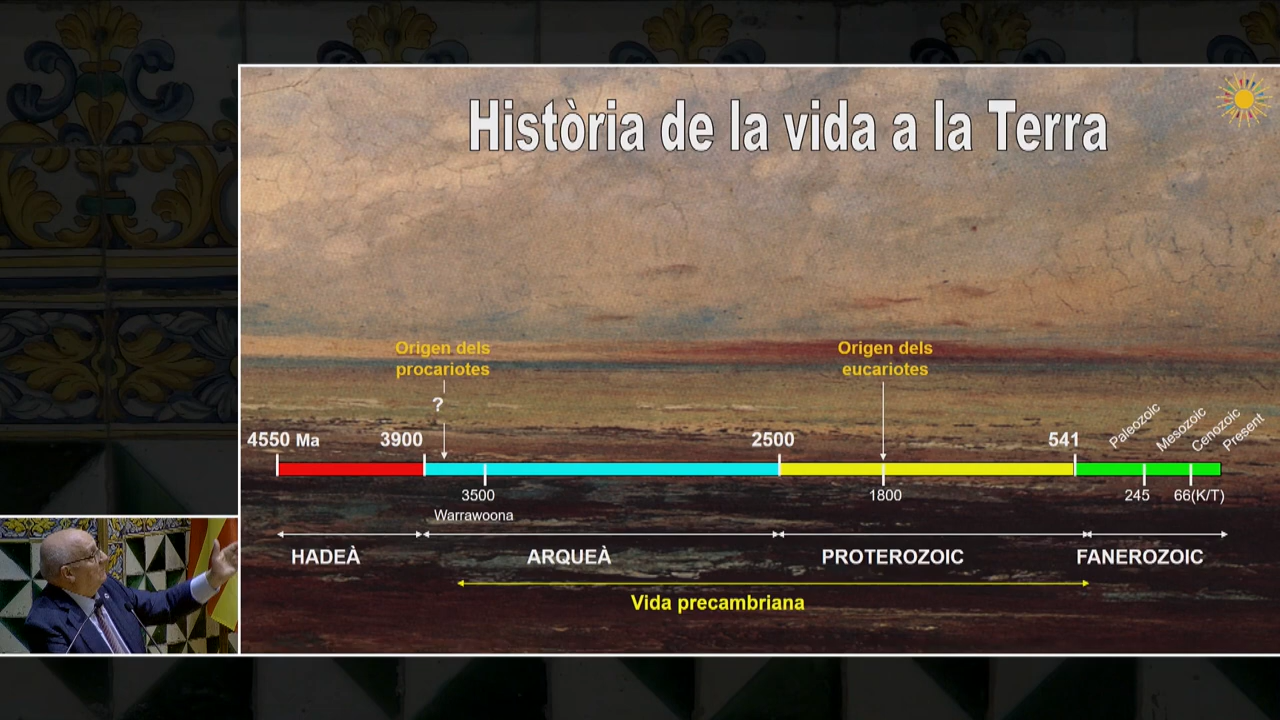 Història de la vida a la Terra
Origen dels
procariotes
?
Origen dels
eucariotes
4550 Ma
3900
2500
541
Paleozoic
Mesozoic
Cenozoic
Present
3500
Warrawoona
1800
245
66(K/T)
HADEÀ
ARQUEÀ
PROTEROZOIC
FANEROZOIC
Vida precambriana